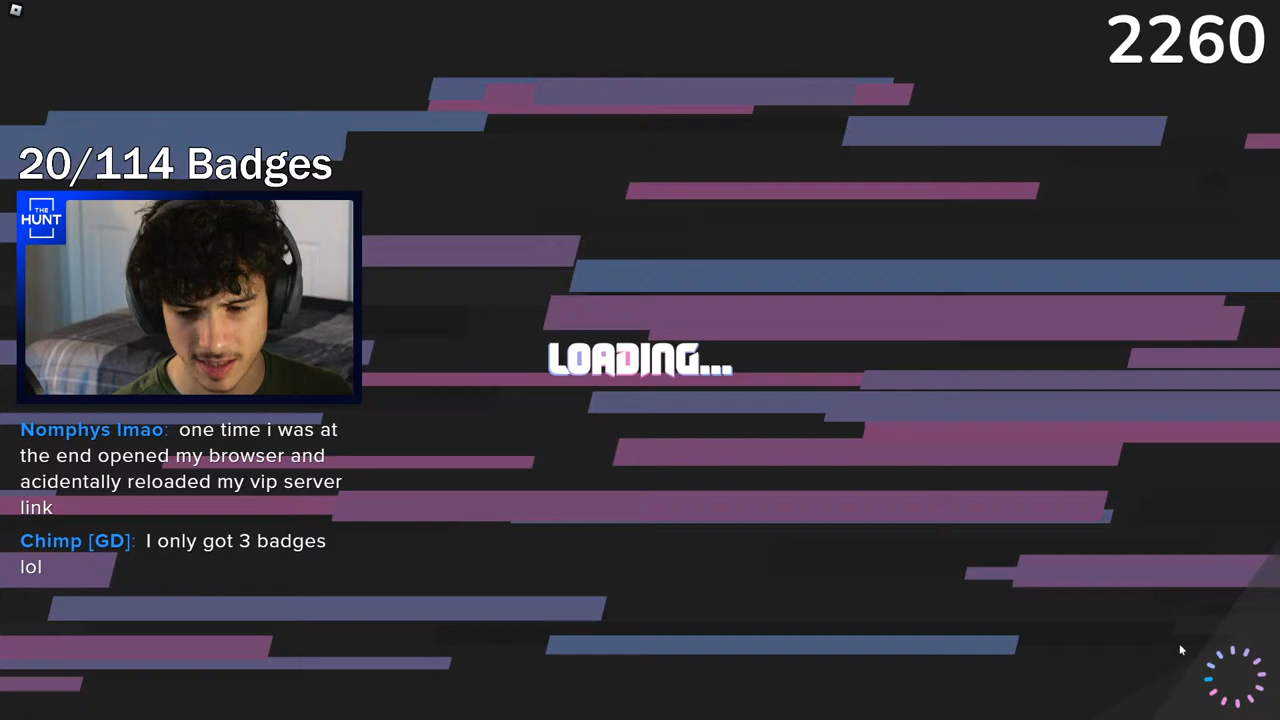 2260
20/114 Badges
THE
HUNT
LOADING...
Nomphys lmao: one time i was at
the end opened my browser and
acidentally reloaded my vip server
link
Chimp [GD]: I only got 3 badges
lol